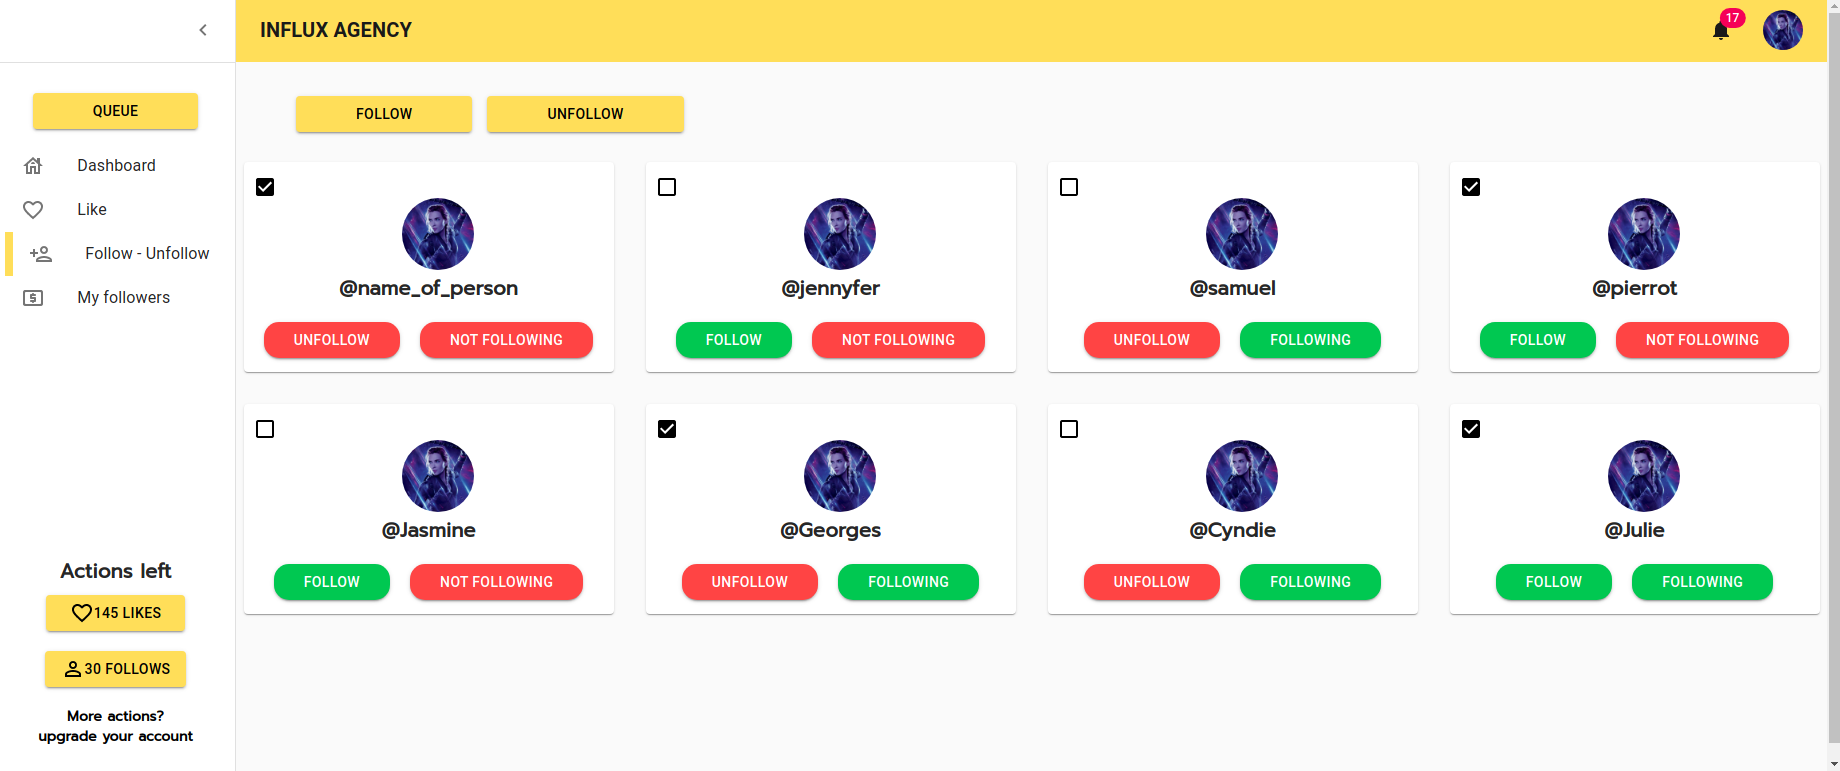 INFLUX AGENCY
17
QUEUE
Dashboard
Like
Follow - Unfollow
My followers
Actions left
145 LIKES
30 FOLLOWS
More actions?
upgrade your account
FOLLOW UNFOLLOW
@name_of_person @jennyfer @samuel @pierrot
UNFOLLOW NOT FOLLOWING FOLLOW NOT FOLLOWING UNFOLLOW FOLLOWING FOLLOW NOT FOLLOWING
@Jasmine @Georges @Cyndie @Julie
FOLLOW NOT FOLLOWING UNFOLLOW FOLLOWING UNFOLLOW FOLLOWING FOLLOW FOLLOWING